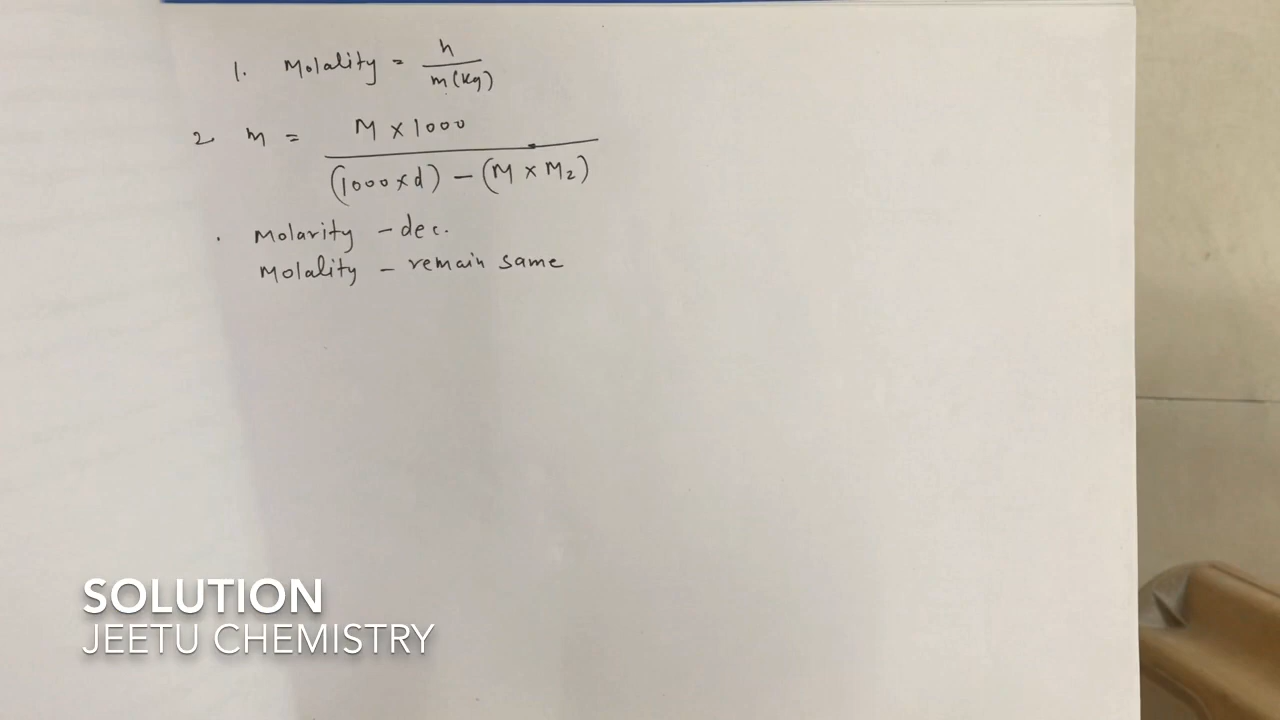 1. Molality = n / m(kg)
2 m = M × 1000 / (1000 × d) - (M × M₂)
. Molarity - dec.
Molality - remain same
SOLUTION
JEETU CHEMISTRY